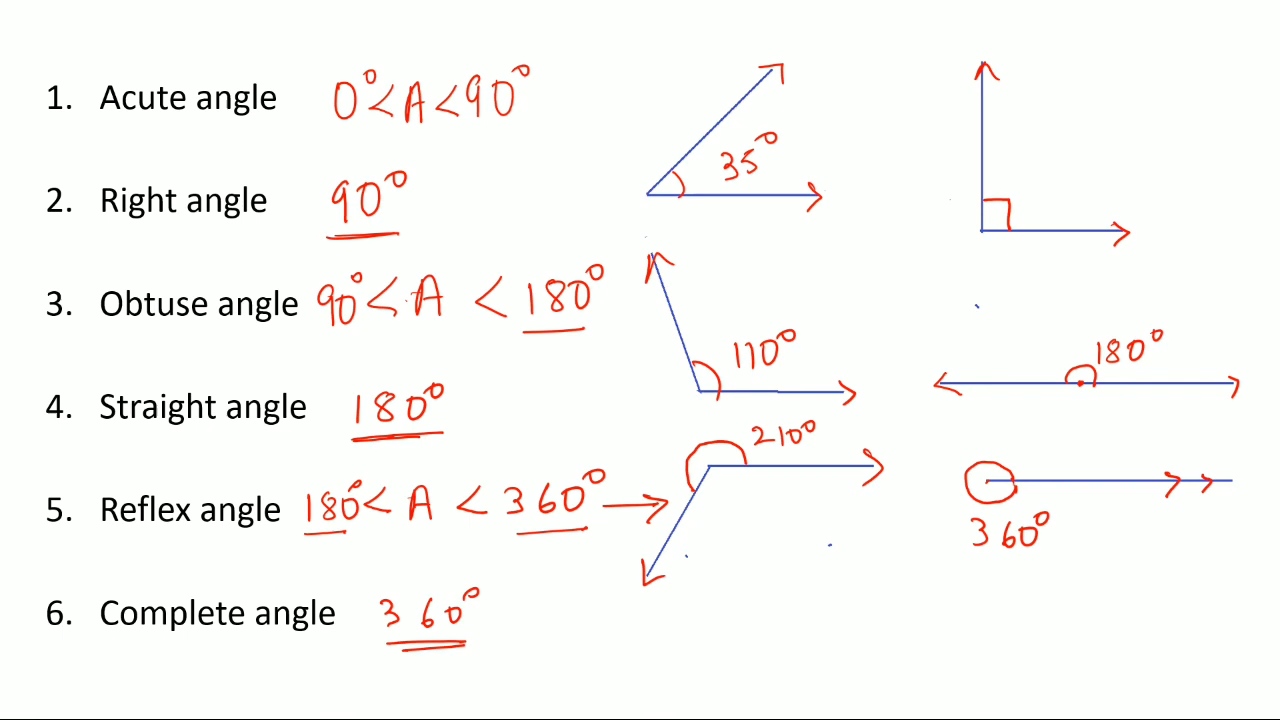 1. Acute angle 0° < A < 90°
2. Right angle 90°
3. Obtuse angle 90° < A < 180°
4. Straight angle 180°
5. Reflex angle 180° < A < 360° →
6. Complete angle 360°
35°
110°
180°
210°
360°